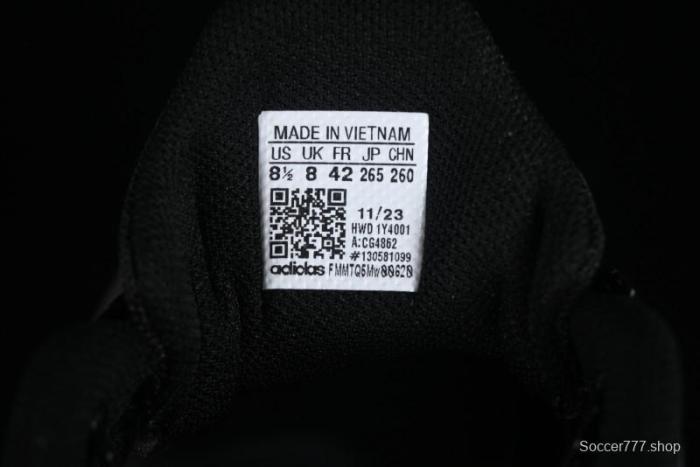 MADE IN VIETNAM
US UK FR JP CHN
8½ 8 42 265 260
11/23
HWD 1Y4001
A:CG4862
#130581099
adidas FMMTQ6Mw00620
Soccer777.shop